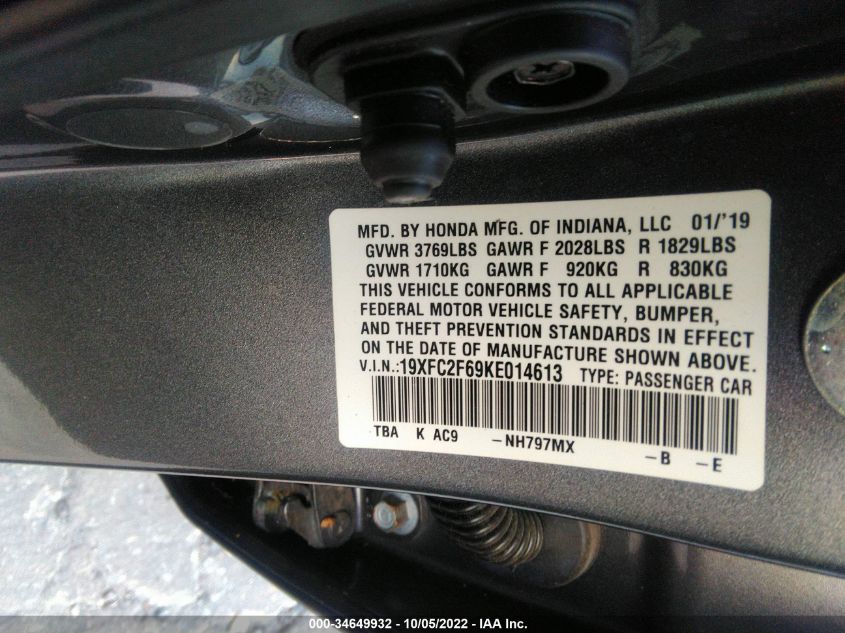 MFD. BY HONDA MFG. OF INDIANA, LLC 01/'19
GVWR 3769LBS GAWR F 2028LBS R 1829LBS
GVWR 1710KG GAWR F 920KG R 830KG
THIS VEHICLE CONFORMS TO ALL APPLICABLE
FEDERAL MOTOR VEHICLE SAFETY, BUMPER,
AND THEFT PREVENTION STANDARDS IN EFFECT
ON THE DATE OF MANUFACTURE SHOWN ABOVE.
V.I.N.:19XFC2F69KE014613 TYPE: PASSENGER CAR
TBA K AC9 -NH797MX -B -E
000-34649932 - 10/05/2022 - IAA Inc.